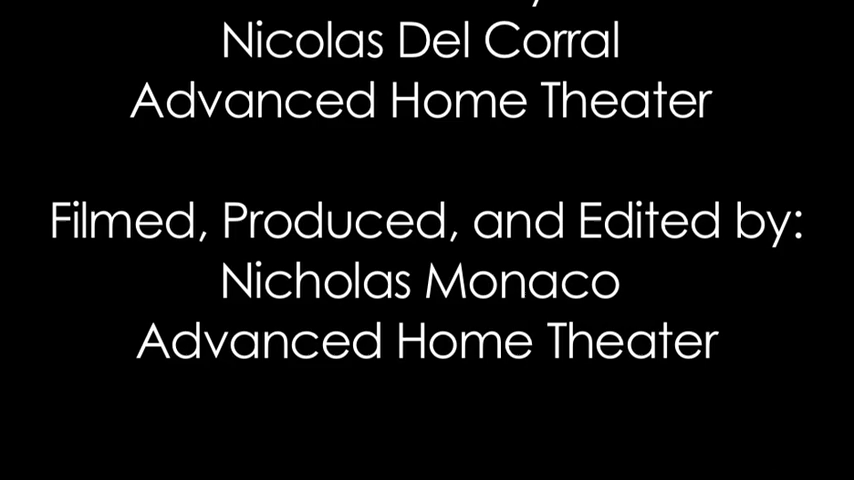 Nicolas Del Corral
Advanced Home Theater
Filmed, Produced, and Edited by:
Nicholas Monaco
Advanced Home Theater